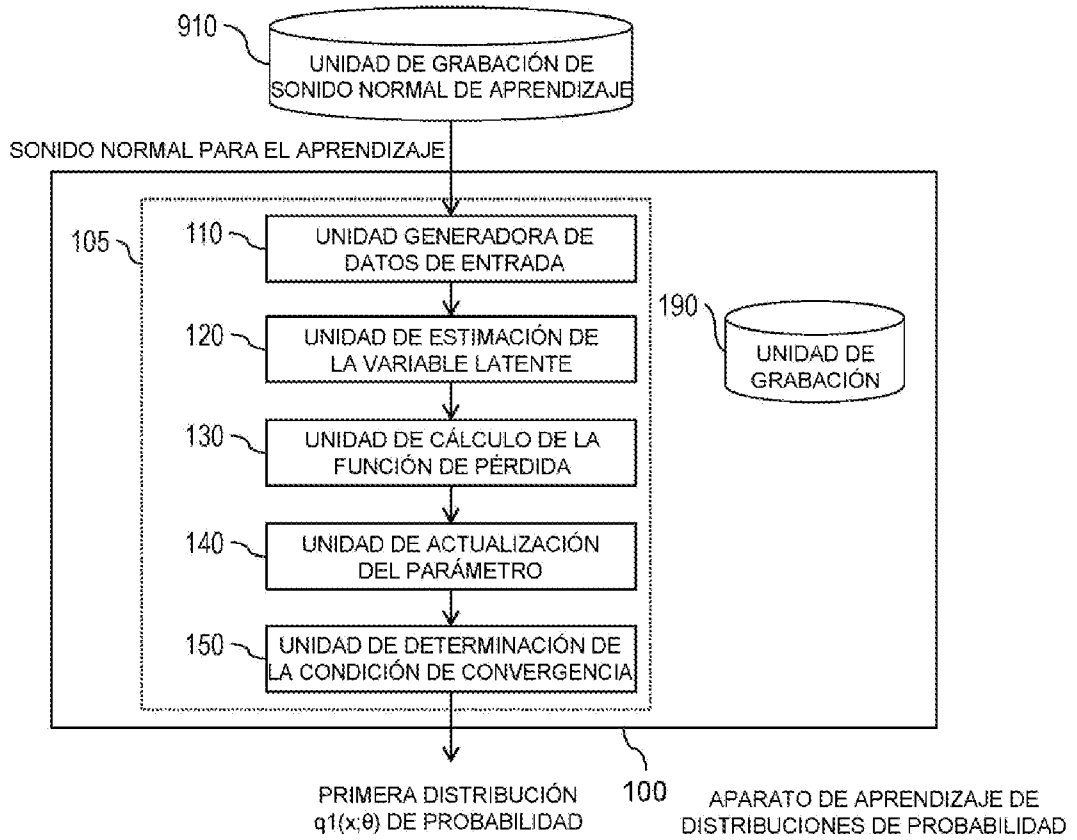 910
UNIDAD DE GRABACIÓN DE
SONIDO NORMAL DE APRENDIZAJE
SONIDO NORMAL PARA EL APRENDIZAJE
105
110
UNIDAD GENERADORA DE
DATOS DE ENTRADA
120
UNIDAD DE ESTIMACIÓN DE
LA VARIABLE LATENTE
190
UNIDAD DE
GRABACIÓN
130
UNIDAD DE CÁLCULO DE LA
FUNCIÓN DE PÉRDIDA
140
UNIDAD DE ACTUALIZACIÓN
DEL PARÁMETRO
150
UNIDAD DE DETERMINACIÓN DE
LA CONDICIÓN DE CONVERGENCIA
100
PRIMERA DISTRIBUCIÓN
q1(x;θ) DE PROBABILIDAD
APARATO DE APRENDIZAJE DE
DISTRIBUCIONES DE PROBABILIDAD